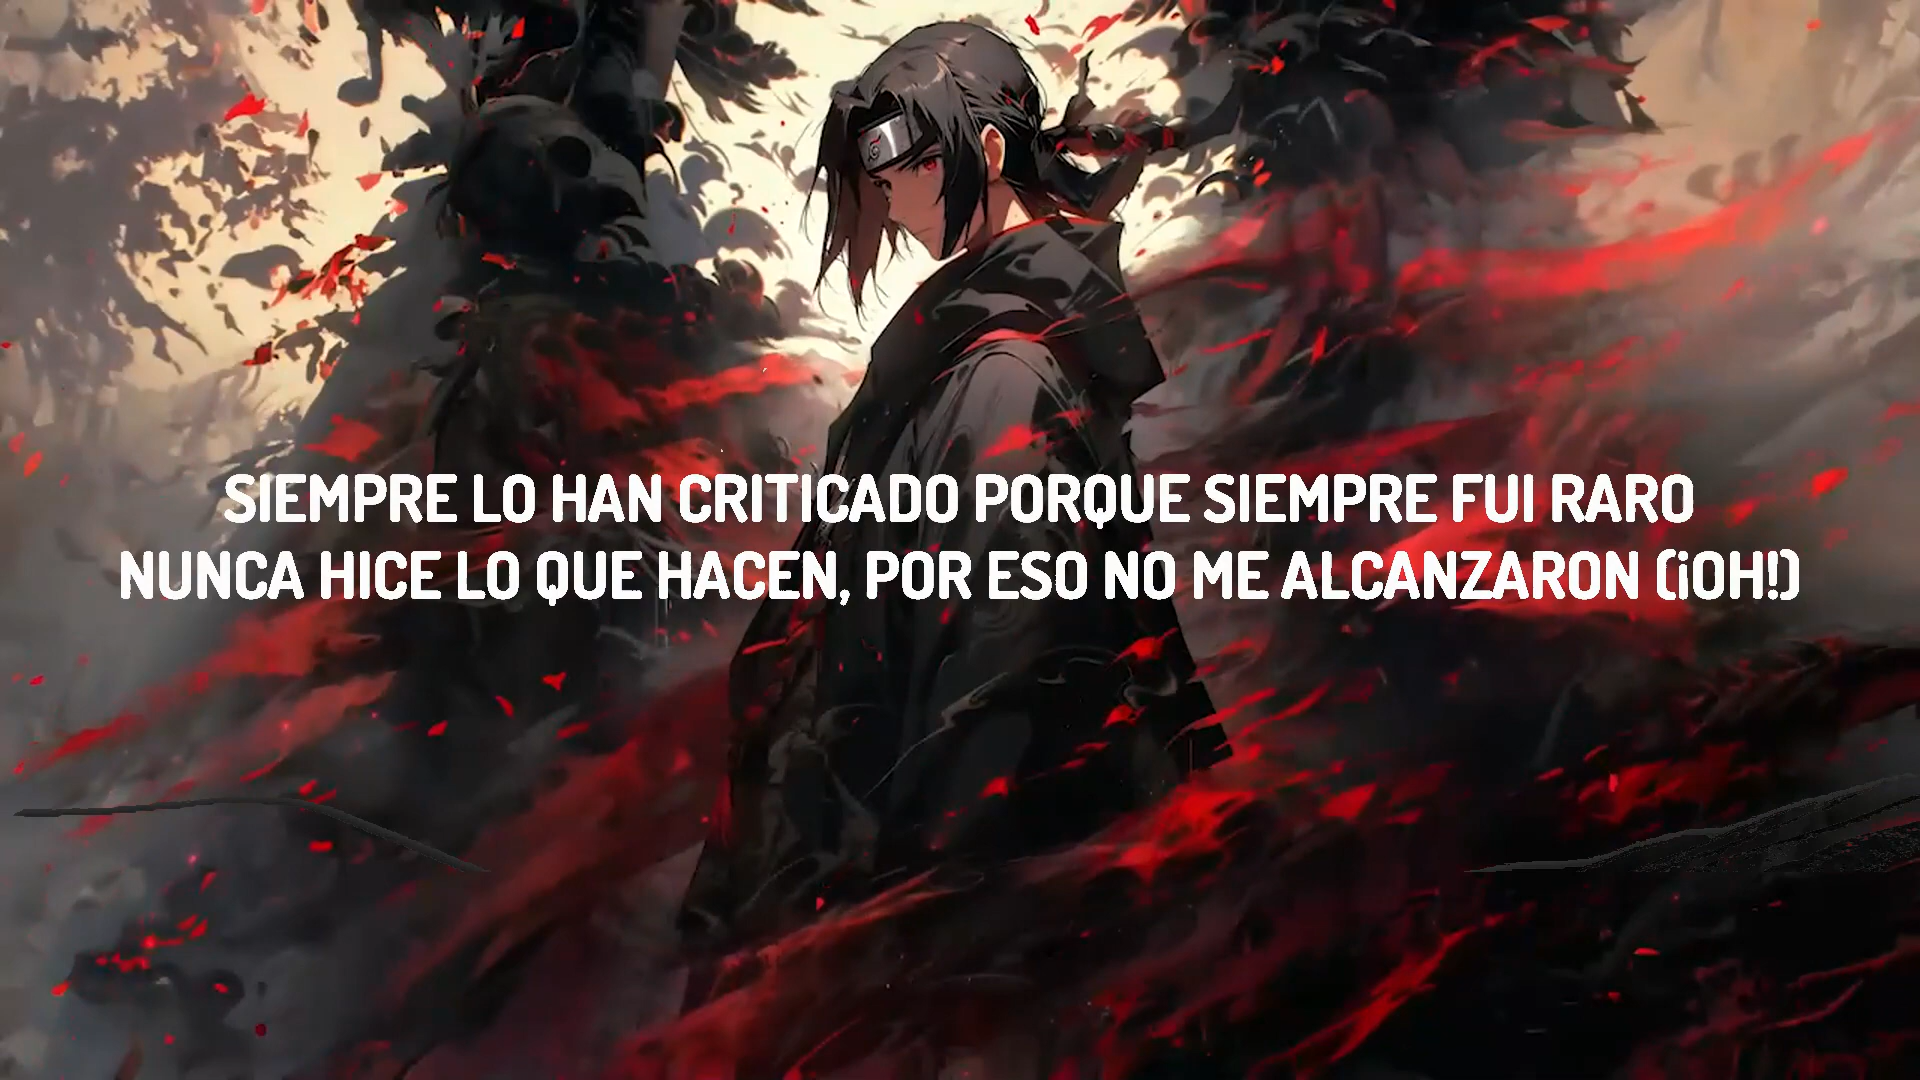 SIEMPRE LO HAN CRITICADO PORQUE SIEMPRE FUI RARO
NUNCA HICE LO QUE HACEN, POR ESO NO ME ALCANZARON (¡OH!)